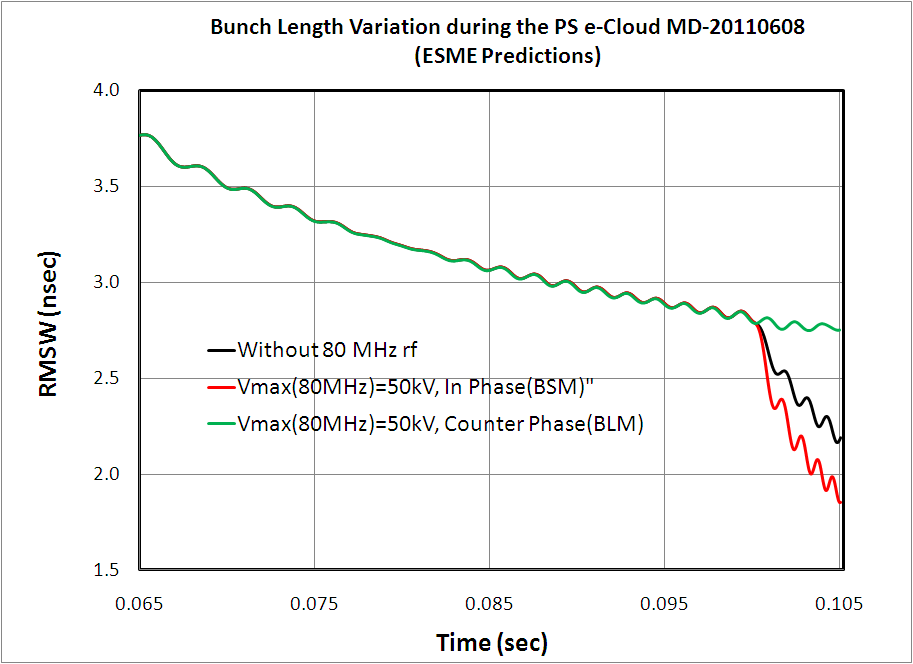 Bunch Length Variation during the PS e-Cloud MD-20110608
(ESME Predictions)
4.0
3.5
3.0
2.5
2.0
1.5
RMSW (nsec)
Without 80 MHz rf
Vmax(80MHz)=50kV, In Phase(BSM)"
Vmax(80MHz)=50kV, Counter Phase(BLM)
0.065
0.075
0.085
0.095
0.105
Time (sec)